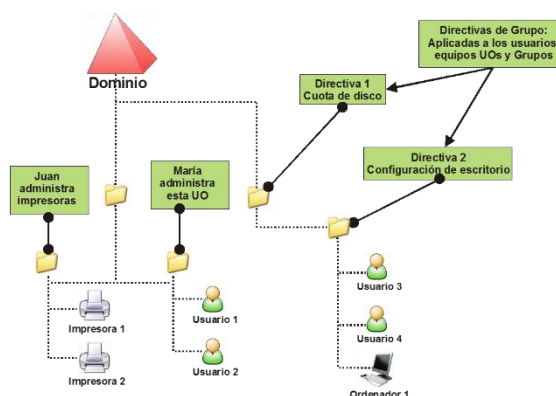 Dominio
Directivas de Grupo:
Aplicadas a los usuarios
equipos UOs y Grupos
Directiva 1
Cuota de disco
Directiva 2
Configuración de escritorio
Juan
administra
impresoras
María
administra
esta UO
Usuario 3
Impresora 1
Usuario 1
Usuario 4
Impresora 2
Usuario 2
Ordenador 1